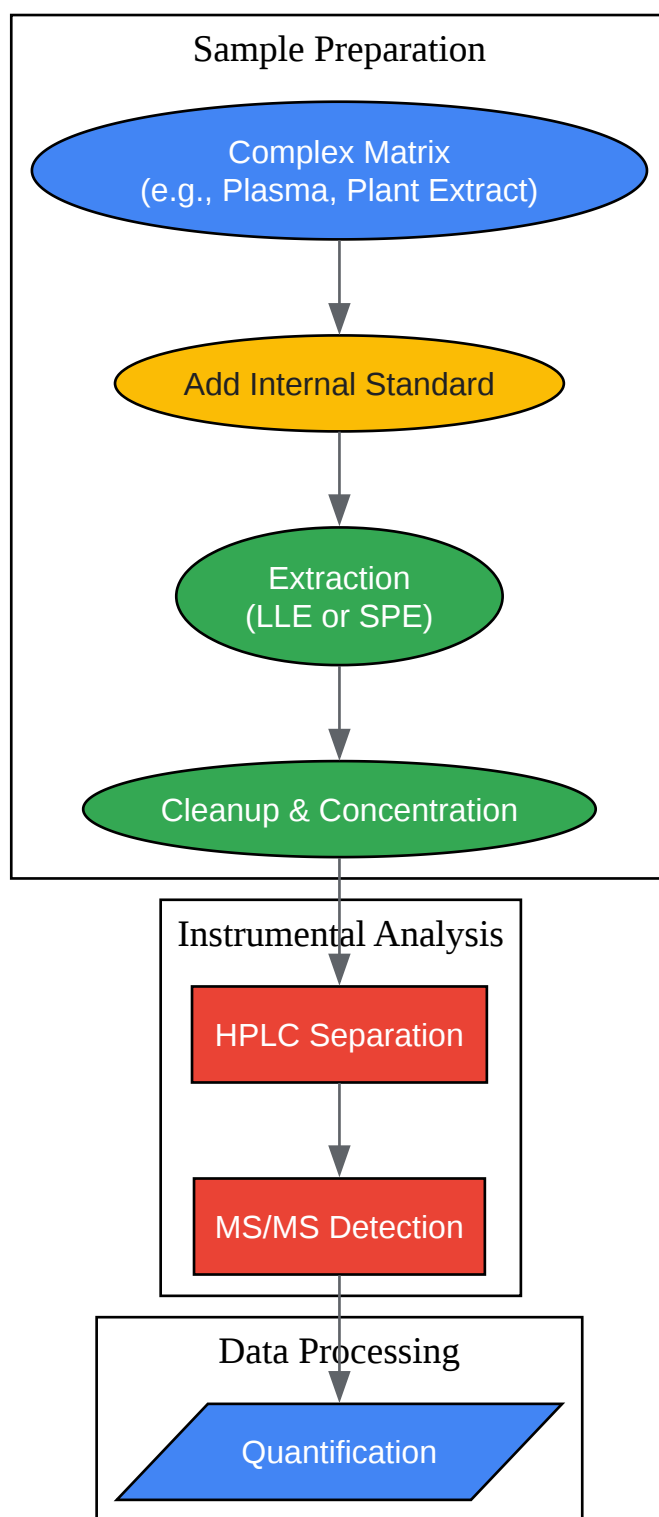 Sample Preparation
Complex Matrix
(e.g., Plasma, Plant Extract)
Add Internal Standard
Extraction
(LLE or SPE)
Cleanup & Concentration
Instrumental Analysis
HPLC Separation
MS/MS Detection
Data Processing
Quantification